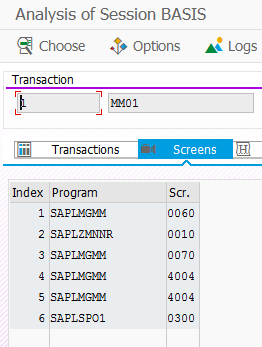 Analysis of Session BASIS
Choose Options Logs
Transaction
1 MM01
Transactions Screens H
Index Program Scr.
1 SAPLMGMM 0060
2 SAPLZMNNR 0010
3 SAPLMGMM 0070
4 SAPLMGMM 4004
5 SAPLMGMM 4004
6 SAPLSPO1 0300